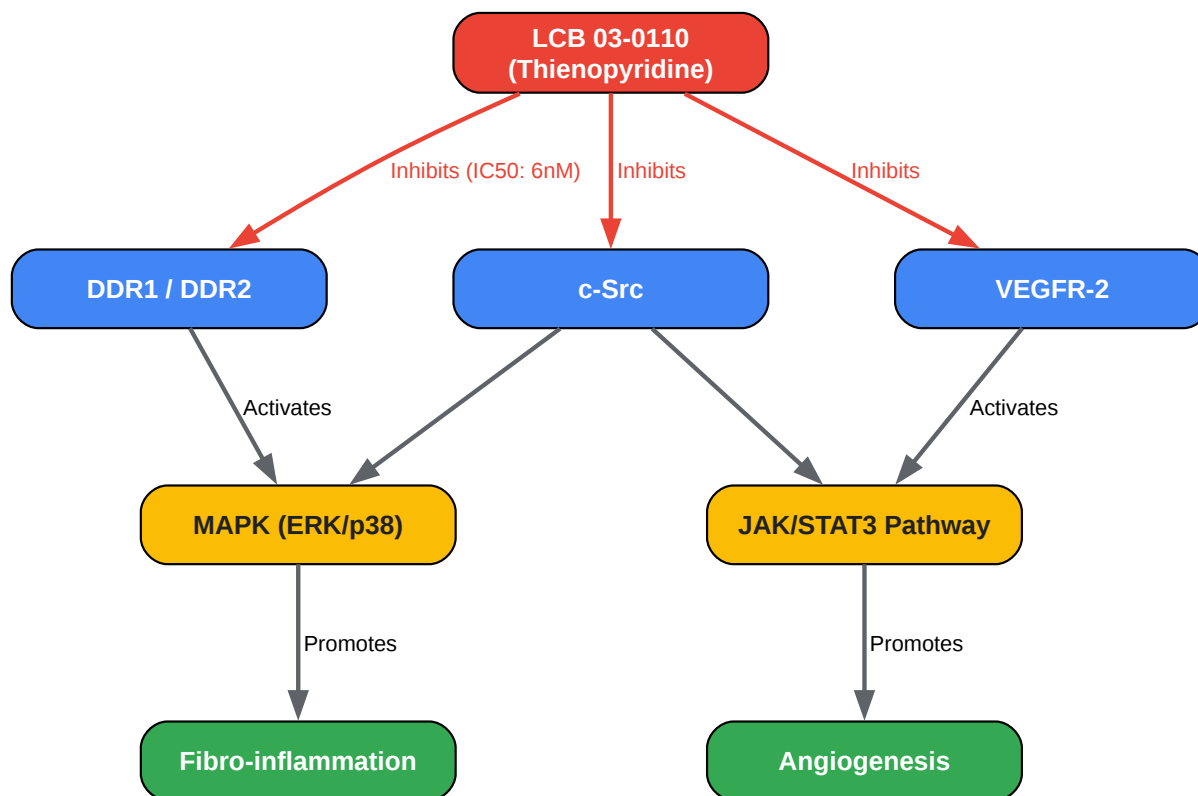 LCB 03-0110
(Thienopyridine)
Inhibits (IC50: 6nM)
Inhibits
Inhibits
DDR1 / DDR2
c-Src
VEGFR-2
Activates
Activates
MAPK (ERK/p38)
JAK/STAT3 Pathway
Promotes
Promotes
Fibro-inflammation
Angiogenesis